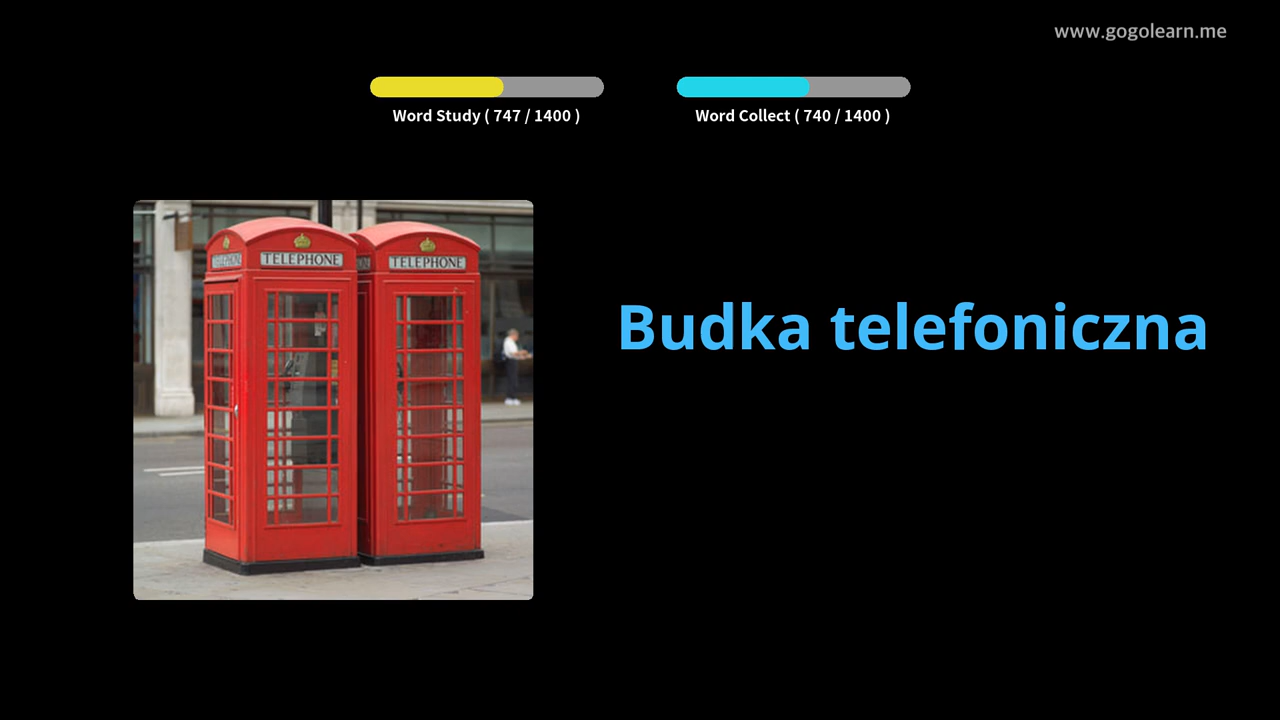 www.gogolearn.me
Word Study ( 747 / 1400 )
Word Collect ( 740 / 1400 )
TELEPHONE
TELEPHONE
Budka telefoniczna